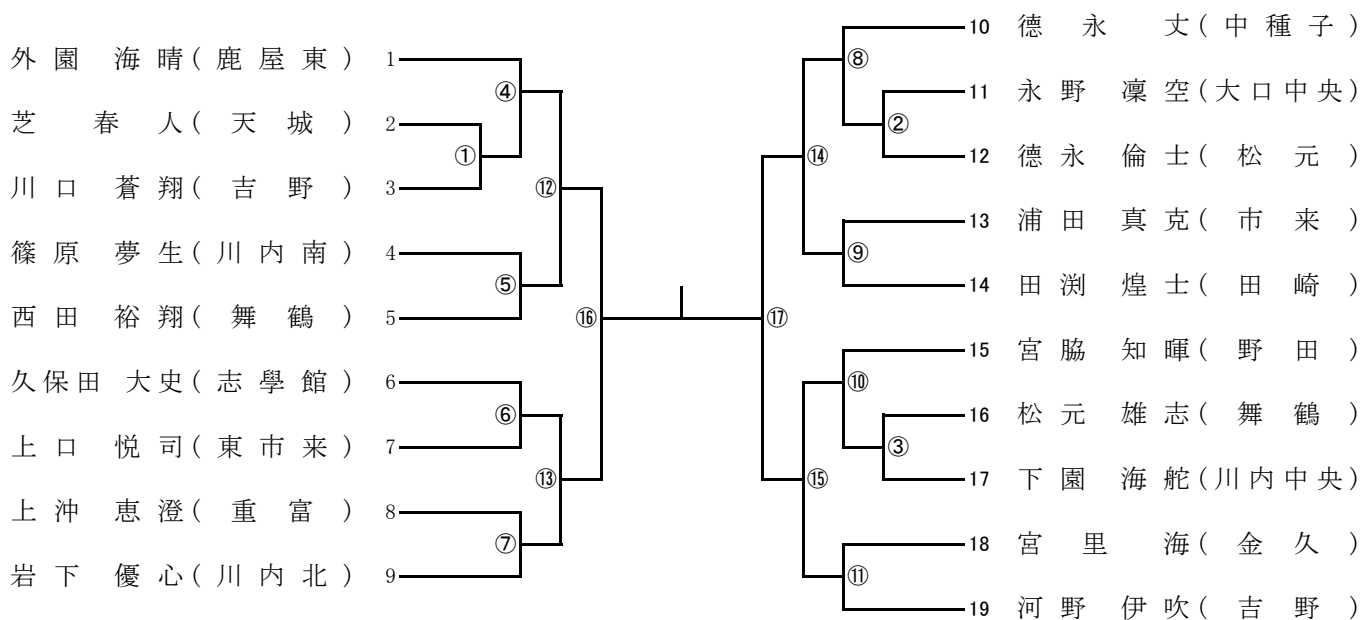 外園 海晴(鹿屋東) 1
芝 春人(天城) 2
川口 蒼翔(吉野) 3
篠原 夢生(川内南) 4
西田 裕翔(舞鶴) 5
久保田 大史(志學館) 6
上口 悦司(東市来) 7
上沖 恵澄(重富) 8
岩下 優心(川内北) 9
④
①
⑫
⑤
⑯
⑥
⑬
⑦
⑧
②
⑭
⑨
⑰
⑩
③
⑮
⑪
10 德永 丈(中種子)
11 永野 凜空(大口中央)
12 德永 倫士(松元)
13 浦田 真克(市来)
14 田渕 煌士(田崎)
15 宮脇 知暉(野田)
16 松元 雄志(舞鶴)
17 下園 海舵(川内中央)
18 宮里 海(金久)
19 河野 伊吹(吉野)